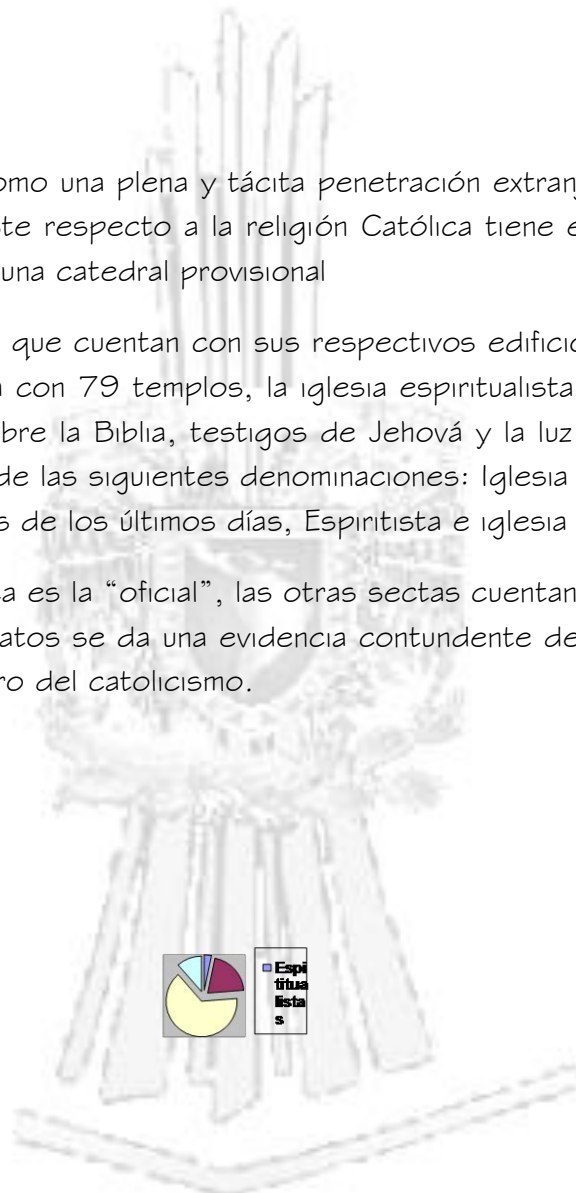 omo una plena y tácita penetración extran
ste respecto a la religión Católica tiene e
una catedral provisional
que cuentan con sus respectivos edificio
n con 79 templos, la iglesia espiritualista
bre la Biblia, testigos de Jehová y la luz
de las siguientes denominaciones: Iglesia
s de los últimos días, Espiritista e iglesia
ta es la “oficial”, las otras sectas cuentan
atos se da una evidencia contundente de
ro del catolicismo.
Espi
titua
lista
s